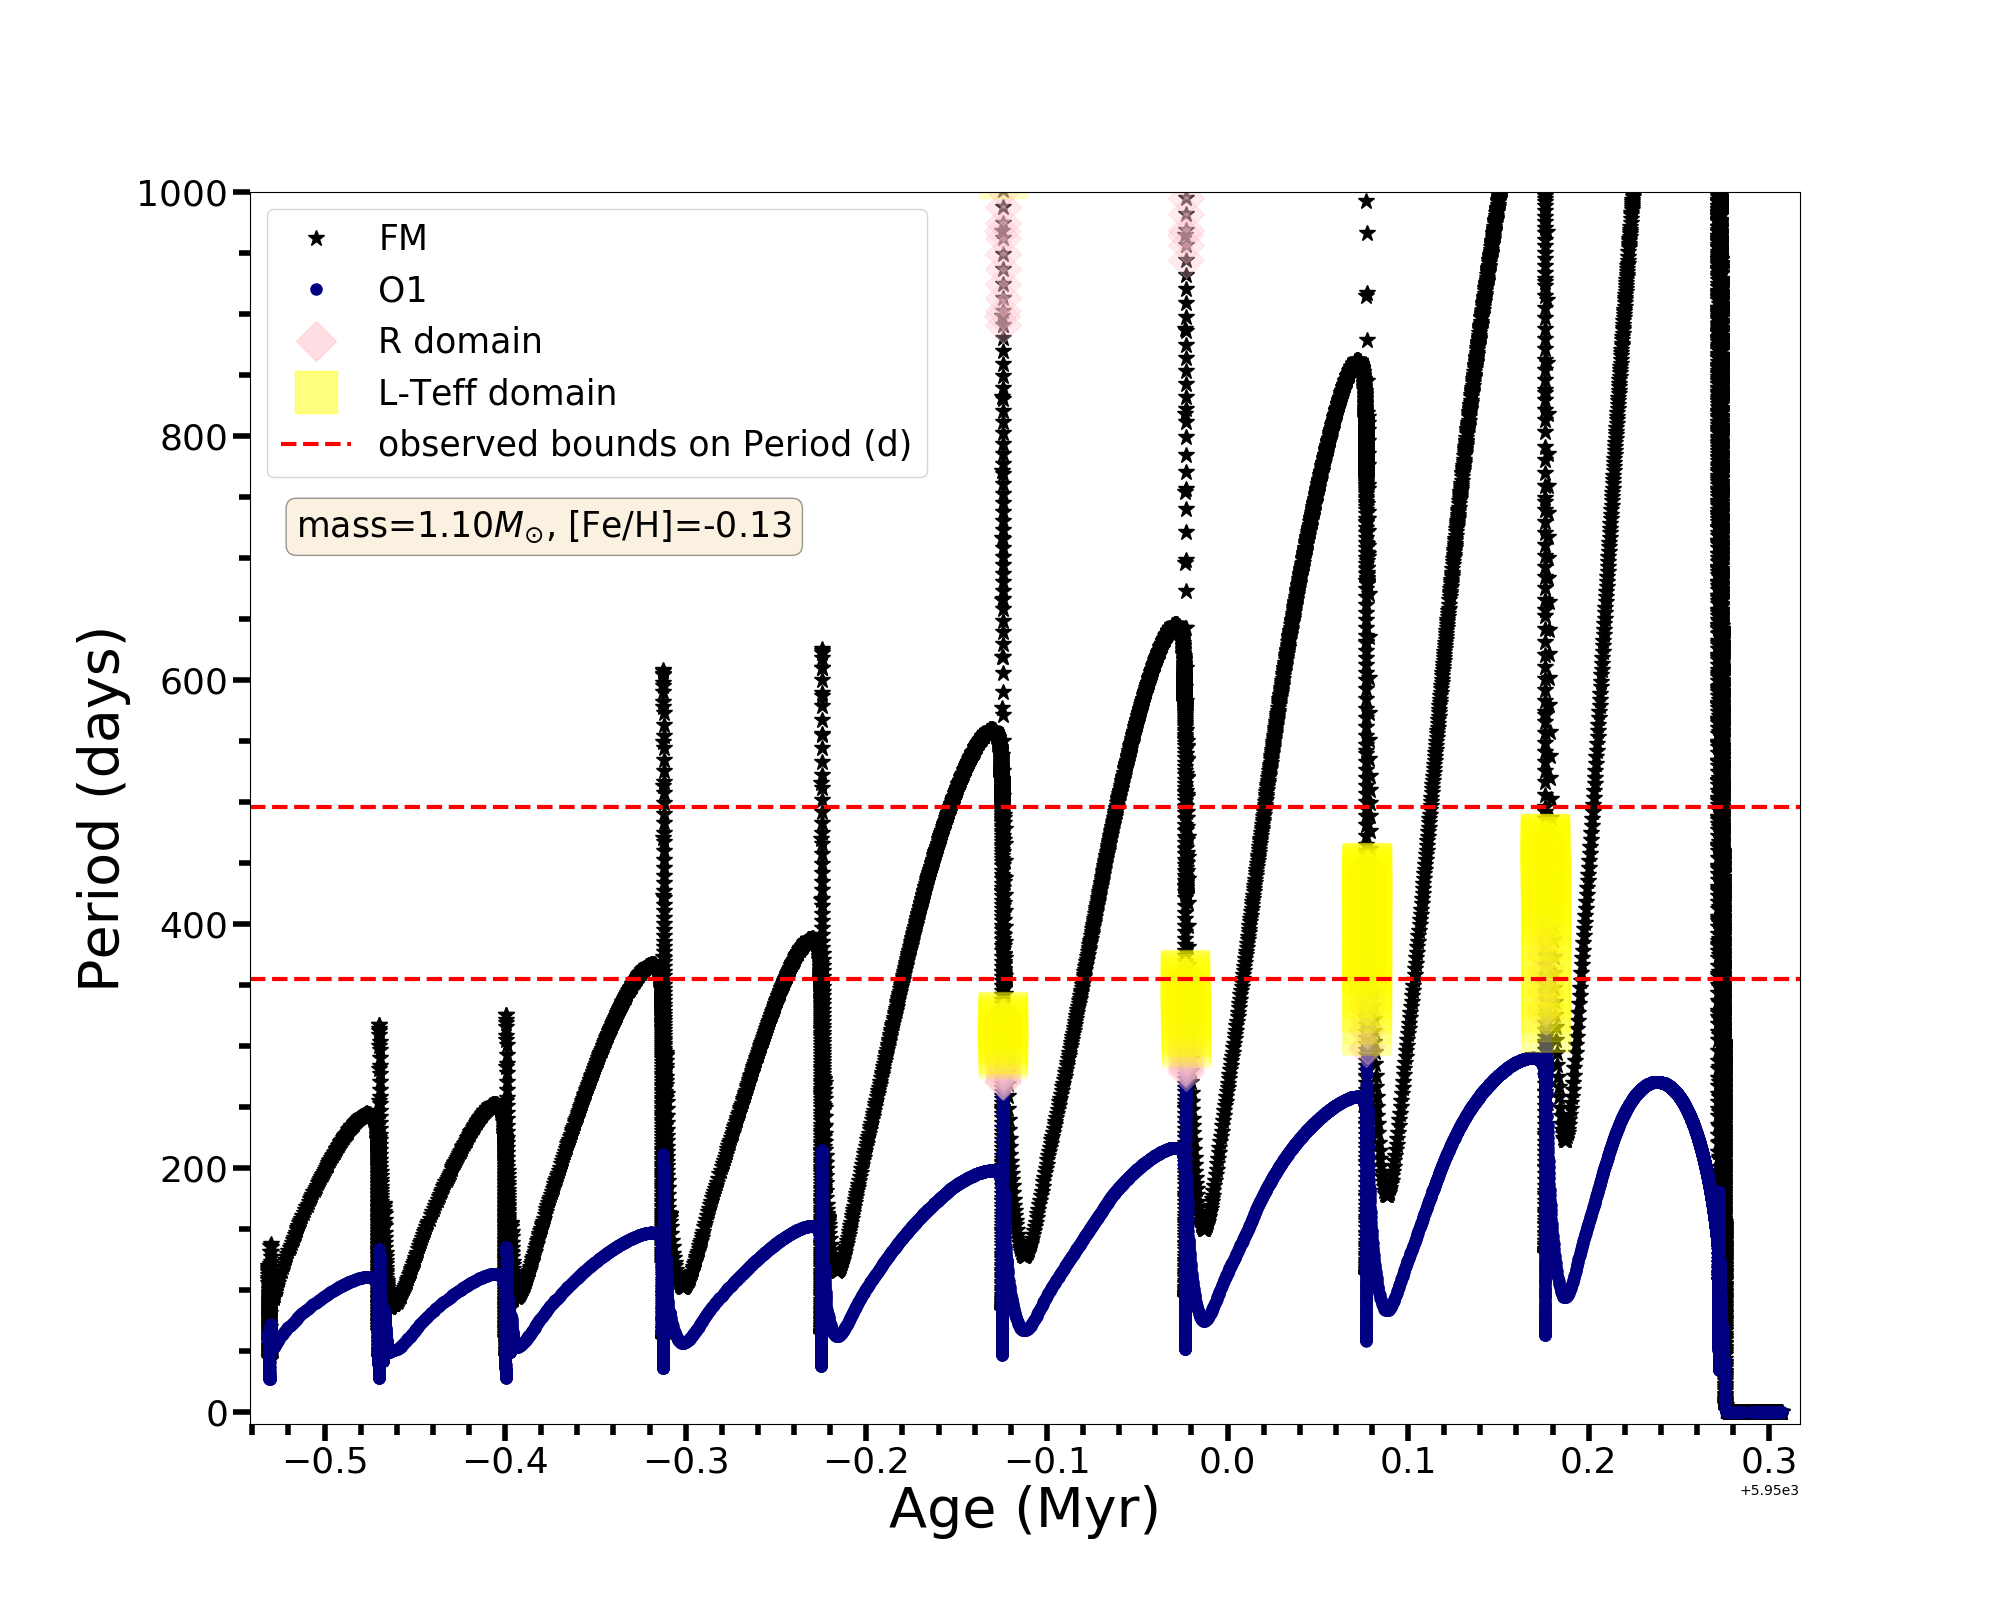 1000
800
600
400
200
0
Period (days)
FM
O1
R domain
L-Teff domain
observed bounds on Period (d)
mass=1.10M⊙, [Fe/H]=-0.13
−0.5 −0.4 −0.3 −0.2 −0.1 0.0 0.1 0.2 0.3
+5.95e3
Age (Myr)